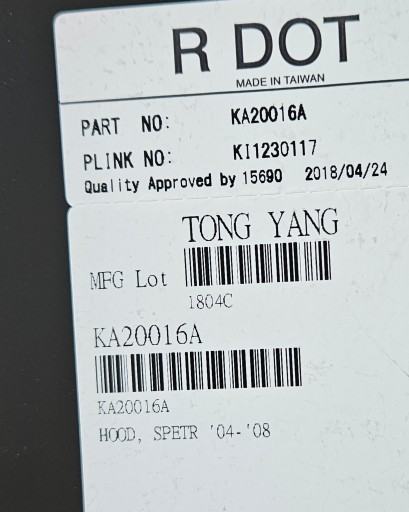 R DOT
MADE IN TAIWAN
PART NO: KA20016A
PLINK NO: KI1230117
Quality Approved by 15690 2018/04/24
TONG YANG
MFG Lot
1804C
KA20016A
KA20016A
HOOD, SPETR '04-'08